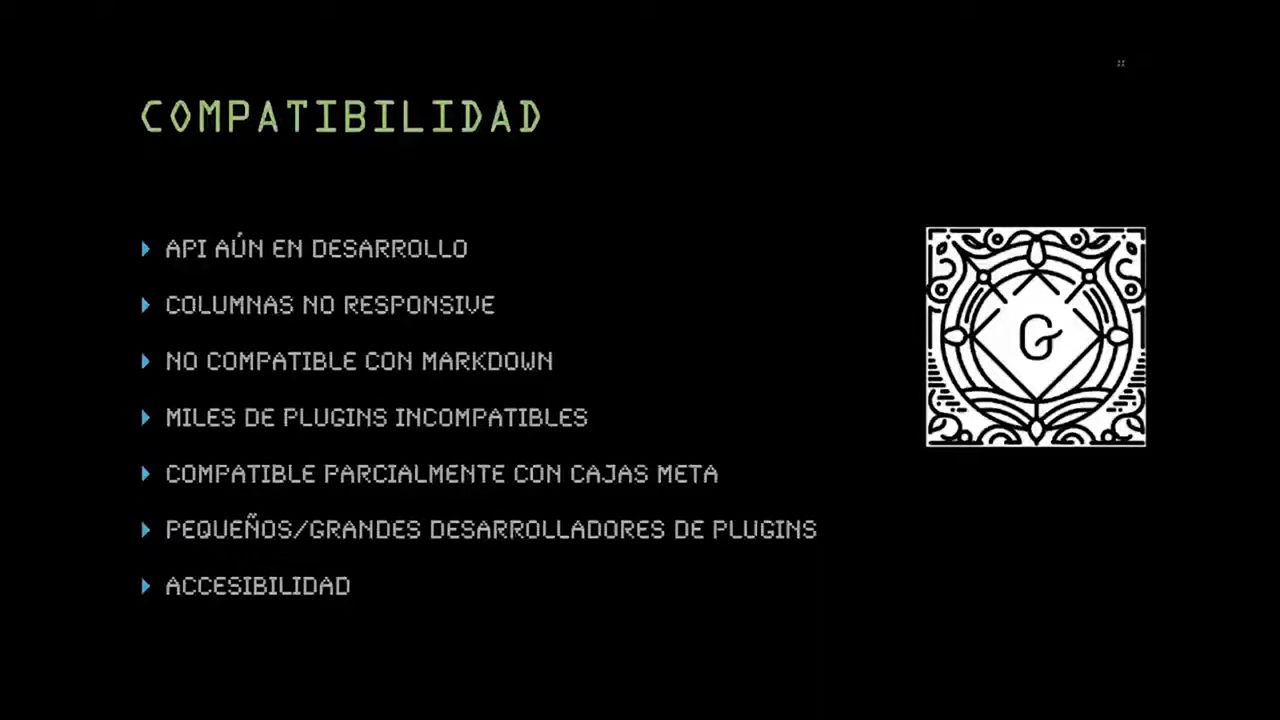 COMPATIBILIDAD
API AÚN EN DESARROLLO
COLUMNAS NO RESPONSIVE
NO COMPATIBLE CON MARKDOWN
MILES DE PLUGINS INCOMPATIBLES
COMPATIBLE PARCIALMENTE CON CAJAS META
PEQUEÑOS/GRANDES DESARROLLADORES DE PLUGINS
ACCESIBILIDAD
G